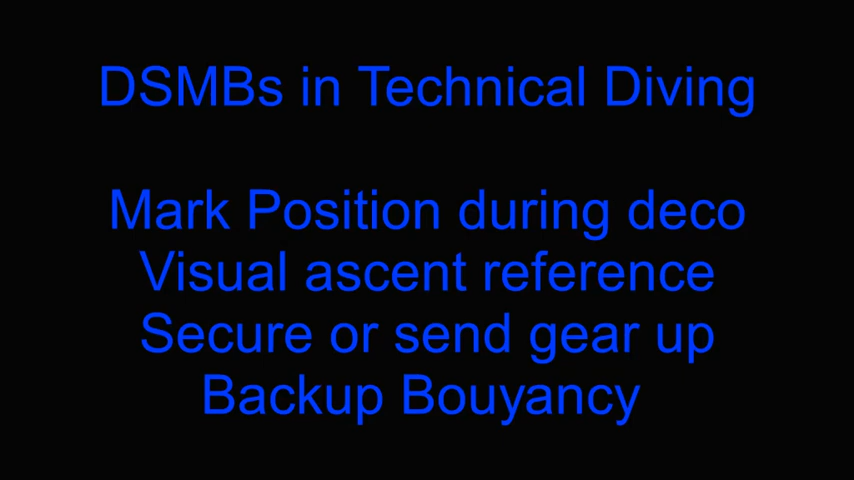 DSMBs in Technical Diving
Mark Position during deco
Visual ascent reference
Secure or send gear up
Backup Bouyancy